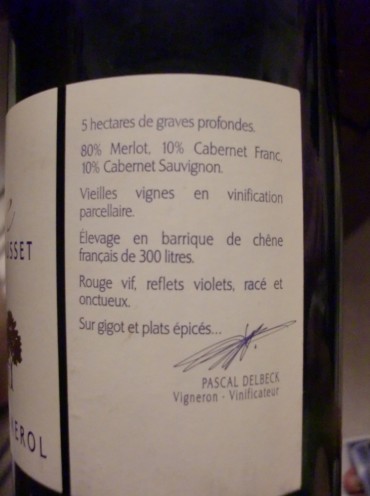 5 hectares de graves profondes.
80% Merlot, 10% Cabernet Franc,
10% Cabernet Sauvignon.
Vieilles vignes en vinification
parcellaire.
Élevage en barrique de chêne
français de 300 litres.
Rouge vif, reflets violets, racé et
onctueux.
Sur gigot et plats épicés...
PASCAL DELBECK
Vigneron - Vinificateur